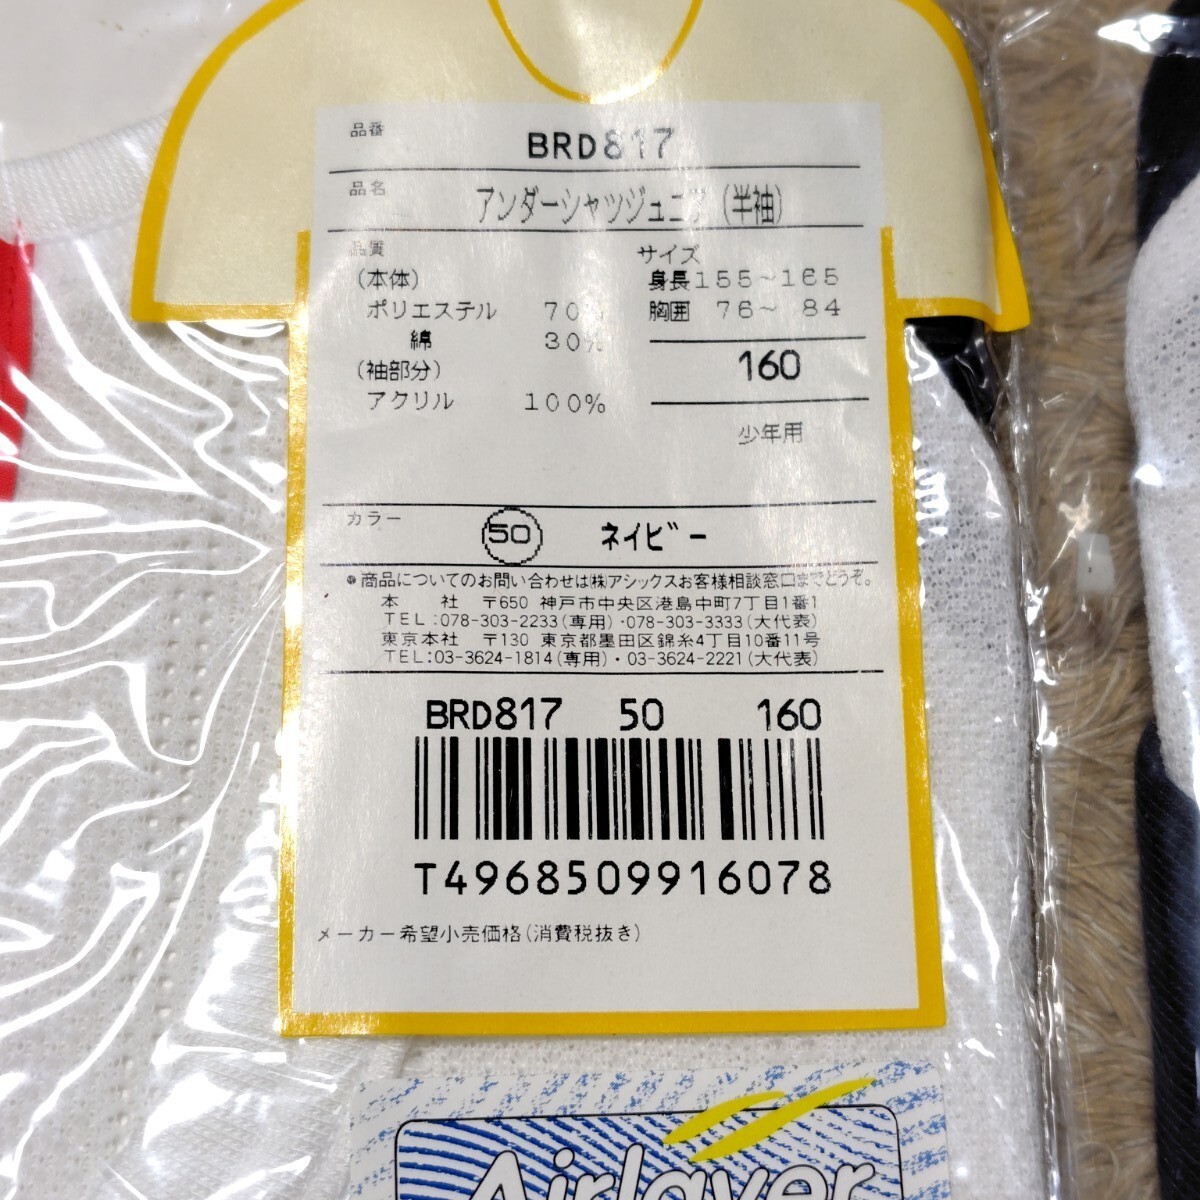 品番 BRD817
品名 アンダーシャツジュニア(半袖)
品質
(本体)
ポリエステル 70%
綿 30%
(袖部分)
アクリル 100%
サイズ
身長155~165
胸囲 76~ 84
160
少年用
カラー 50 ネイビー
●商品についてのお問い合わせは㈱アシックスお客様相談窓口までどうぞ。
本 社 〒650 神戸市中央区港島中町7丁目1番1
TEL:078-303-2233(専用)・078-303-3333(大代表)
東京本社 〒130 東京都墨田区錦糸4丁目10番11号
TEL:03-3624-1814(専用)・03-3624-2221(大代表)
BRD817 50 160
T4968509916078
メーカー希望小売価格(消費税抜き)
Airlayer